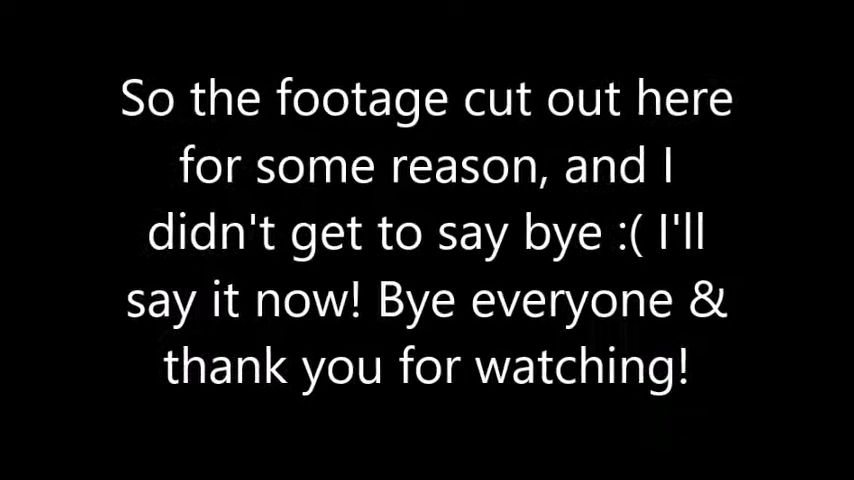 So the footage cut out here
for some reason, and I
didn't get to say bye :( I'll
say it now! Bye everyone &
thank you for watching!